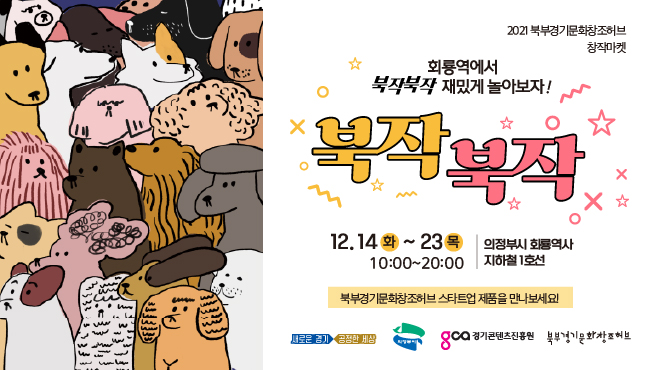 2021 북부경기문화창조허브
창작마켓
회룡역에서
북작북작 재밌게 놀아보자!
북작
북작
12.14 화 ~ 23 목
10:00~20:00
의정부시 회룡역사
지하철 1호선
북부경기문화창조허브 스타트업 제품을 만나보세요!
새로운 경기 공정한 세상
의정부시
gca 경기콘텐츠진흥원
북부경기문화창조허브